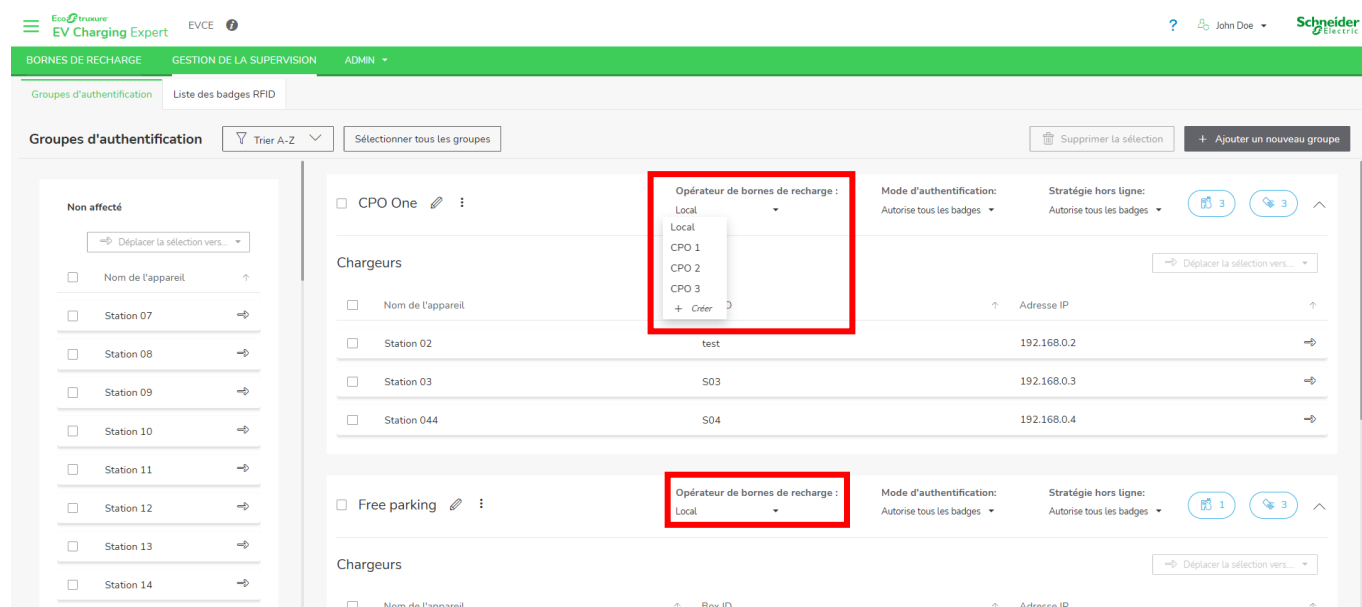 EcoStruxure
EV Charging Expert
EVCE
?
John Doe
Schneider Electric
BORNES DE RECHARGE
GESTION DE LA SUPERVISION
ADMIN
Groupes d'authentification
Liste des badges RFID
Groupes d'authentification
Trier A-Z
Sélectionner tous les groupes
Supprimer la sélection
+ Ajouter un nouveau groupe
Non affecté
Déplacer la sélection vers...
Nom de l'appareil
Station 07
Station 08
Station 09
Station 10
Station 11
Station 12
Station 13
Station 14
CPO One
Opérateur de bornes de recharge :
Local
Mode d'authentification:
Autorise tous les badges
Stratégie hors ligne:
Autorise tous les badges
3
3
Local
CPO 1
CPO 2
CPO 3
+ Créer
Chargeurs
Déplacer la sélection vers...
Nom de l'appareil
Adresse IP
Station 02 test 192.168.0.2
Station 03 S03 192.168.0.3
Station 044 S04 192.168.0.4
Free parking
Opérateur de bornes de recharge :
Local
Mode d'authentification:
Autorise tous les badges
Stratégie hors ligne:
Autorise tous les badges
1
3
Chargeurs
Déplacer la sélection vers...
Nom de l'appareil
Box ID
Adresse IP